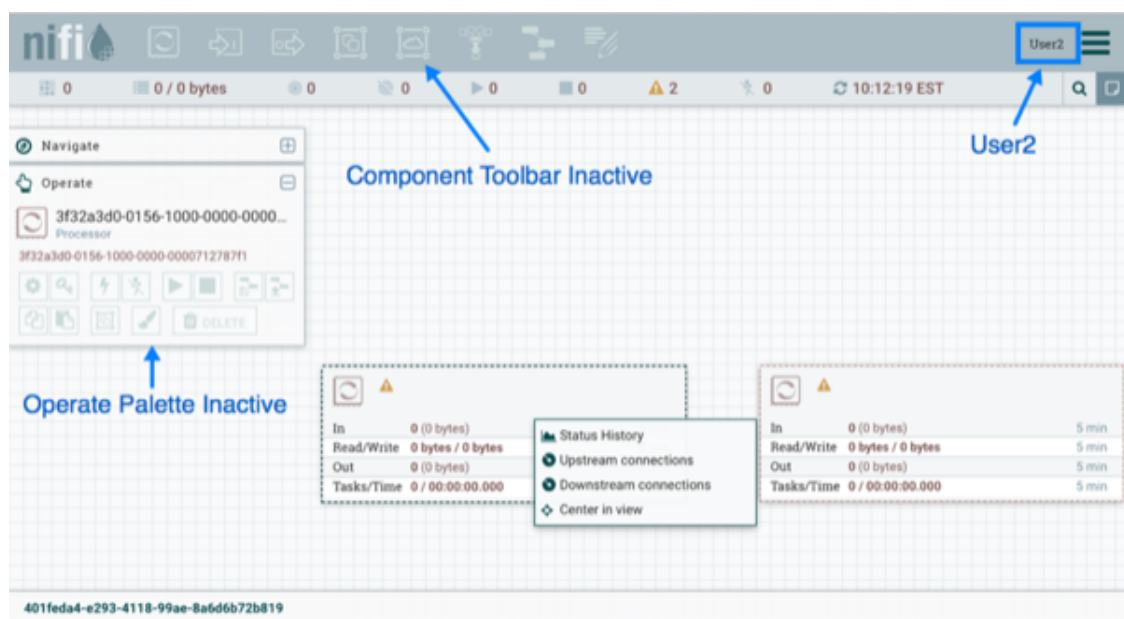 nifi
User2
0 0 / 0 bytes 0 0 0 0 2 0 10:12:19 EST
User2
Navigate
Component Toolbar Inactive
Operate
3f32a3d0-0156-1000-0000-0000...
Processor
3f32a3d0-0156-1000-0000-0000712787f1
DELETE
Operate Palette Inactive
In 0 (0 bytes)
Read/Write 0 bytes / 0 bytes
Out 0 (0 bytes)
Tasks/Time 0 / 00:00:00.000
Status History
Upstream connections
Downstream connections
Center in view
In 0 (0 bytes) 5 min
Read/Write 0 bytes / 0 bytes 5 min
Out 0 (0 bytes) 5 min
Tasks/Time 0 / 00:00:00.000 5 min
401feda4-e293-4118-99ae-8a6d6b72b819